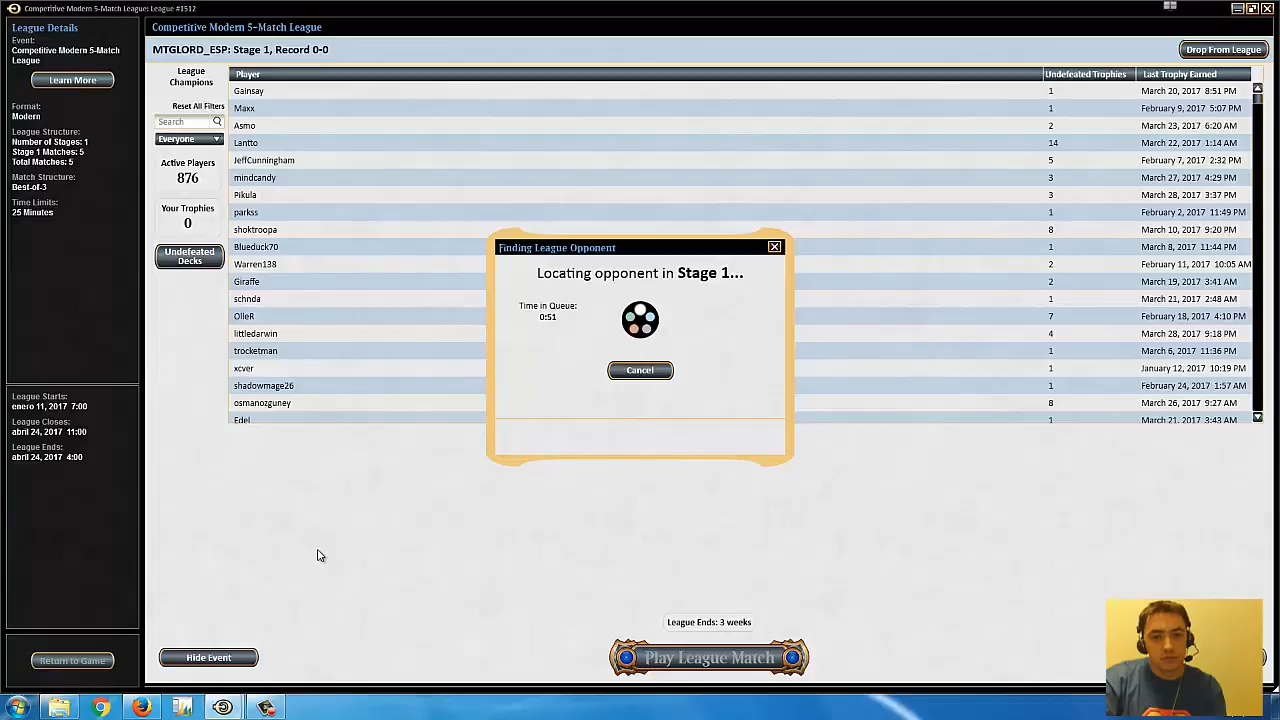 Competitive Modern 5-Match League: League #1512
League Details
Event:
Competitive Modern 5-Match
League
Learn More
Format:
Modern
League Structure:
Number of Stages: 1
Stage 1 Matches: 5
Total Matches: 5
Match Structure:
Best-of-3
Time Limits:
25 Minutes
League Starts:
enero 11, 2017 7:00
League Closes:
abril 24, 2017 11:00
League Ends:
abril 24, 2017 4:00
Return to Game
Competitive Modern 5-Match League
MTGLORD_ESP: Stage 1, Record 0-0
Drop From League
League
Champions
Reset All Filters
Search
Everyone
Active Players
876
Your Trophies
0
Undefeated
Decks
Player Undefeated Trophies Last Trophy Earned
Gainsay 1 March 20, 2017 8:51 PM
Maxx 1 February 9, 2017 5:07 PM
Asmo 2 March 23, 2017 6:20 AM
Lantto 14 March 22, 2017 1:14 AM
JeffCunningham 5 February 7, 2017 2:32 PM
mindcandy 3 March 27, 2017 4:29 PM
Pikula 3 March 28, 2017 3:37 PM
parkss 1 February 2, 2017 11:49 PM
shoktroopa 8 March 10, 2017 9:20 PM
Blueduck70 1 March 8, 2017 11:44 PM
Warren138 2 February 11, 2017 10:05 AM
Giraffe 2 March 19, 2017 3:41 AM
schnda 1 March 21, 2017 2:48 AM
OlleR 7 February 18, 2017 4:10 PM
littledarwin 4 March 28, 2017 9:18 PM
trocketman 1 March 6, 2017 11:36 PM
xcver 1 January 12, 2017 10:19 PM
shadowmage26 1 February 24, 2017 1:57 AM
osmanozguney 8 March 26, 2017 9:27 AM
Edel 1 March 21, 2017 3:43 AM
Finding League Opponent
Locating opponent in Stage 1...
Time in Queue:
0:51
Cancel
League Ends: 3 weeks
Hide Event
Play League Match